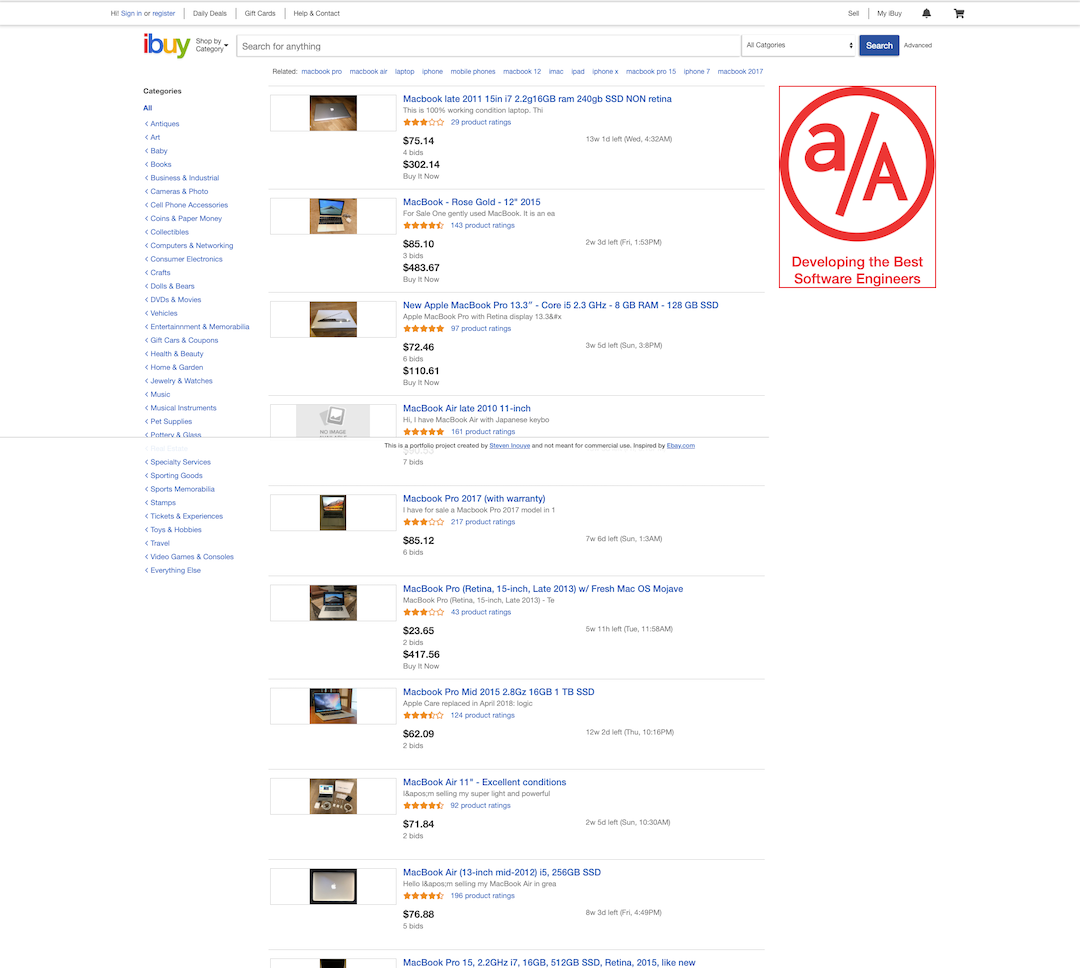 Hi! Sign in or register Daily Deals Gift Cards Help & Contact Sell My iBuy
ibuy Shop by Category Search for anything All Catgories Search Advanced
Related: macbook pro macbook air laptop iphone mobile phones macbook 12 imac ipad iphone x macbook pro 15 iphone 7 macbook 2017
Categories
All
Antiques
Art
Baby
Books
Business & Industrial
Cameras & Photo
Cell Phone Accessories
Coins & Paper Money
Collectibles
Computers & Networking
Consumer Electronics
Crafts
Dolls & Bears
DVDs & Movies
Vehicles
Entertainnment & Memorabilia
Gift Cars & Coupons
Health & Beauty
Home & Garden
Jewelry & Watches
Music
Musical Instruments
Pet Supplies
Pottery & Glass
Specialty Services
Sporting Goods
Sports Memorabilia
Stamps
Tickets & Experiences
Toys & Hobbies
Travel
Video Games & Consoles
Everything Else
Macbook late 2011 15in i7 2.2g16GB ram 240gb SSD NON retina
This is 100% working condition laptop. Thi
29 product ratings
$75.14 13w 1d left (Wed, 4:32AM)
4 bids
$302.14
Buy It Now
MacBook - Rose Gold - 12" 2015
For Sale One gently used MacBook. It is an ea
143 product ratings
$85.10 2w 3d left (Fri, 1:53PM)
3 bids
$483.67
Buy It Now
New Apple MacBook Pro 13.3″ - Core i5 2.3 GHz - 8 GB RAM - 128 GB SSD
Apple MacBook Pro with Retina display 13.3&#x
97 product ratings
$72.46 3w 5d left (Sun, 3:8PM)
6 bids
$110.61
Buy It Now
NO IMAGE
MacBook Air late 2010 11-inch
Hi, I have MacBook Air with Japanese keybo
161 product ratings
This is a portfolio project created by Steven Inouye and not meant for commercial use. Inspired by Ebay.com
7 bids
Macbook Pro 2017 (with warranty)
I have for sale a Macbook Pro 2017 model in 1
217 product ratings
$85.12 7w 6d left (Sun, 1:3AM)
6 bids
MacBook Pro (Retina, 15-inch, Late 2013) w/ Fresh Mac OS Mojave
MacBook Pro (Retina, 15-inch, Late 2013) - Te
43 product ratings
$23.65 5w 11h left (Tue, 11:58AM)
2 bids
$417.56
Buy It Now
Macbook Pro Mid 2015 2.8Gz 16GB 1 TB SSD
Apple Care replaced in April 2018: logic
124 product ratings
$62.09 12w 2d left (Thu, 10:16PM)
2 bids
MacBook Air 11" - Excellent conditions
I&apos;m selling my super light and powerful
92 product ratings
$71.84 2w 5d left (Sun, 10:30AM)
2 bids
MacBook Air (13-inch mid-2012) i5, 256GB SSD
Hello I&apos;m selling my MacBook Air in grea
196 product ratings
$76.88 8w 3d left (Fri, 4:49PM)
5 bids
MacBook Pro 15, 2.2GHz i7, 16GB, 512GB SSD, Retina, 2015, like new
a/A
Developing the Best
Software Engineers